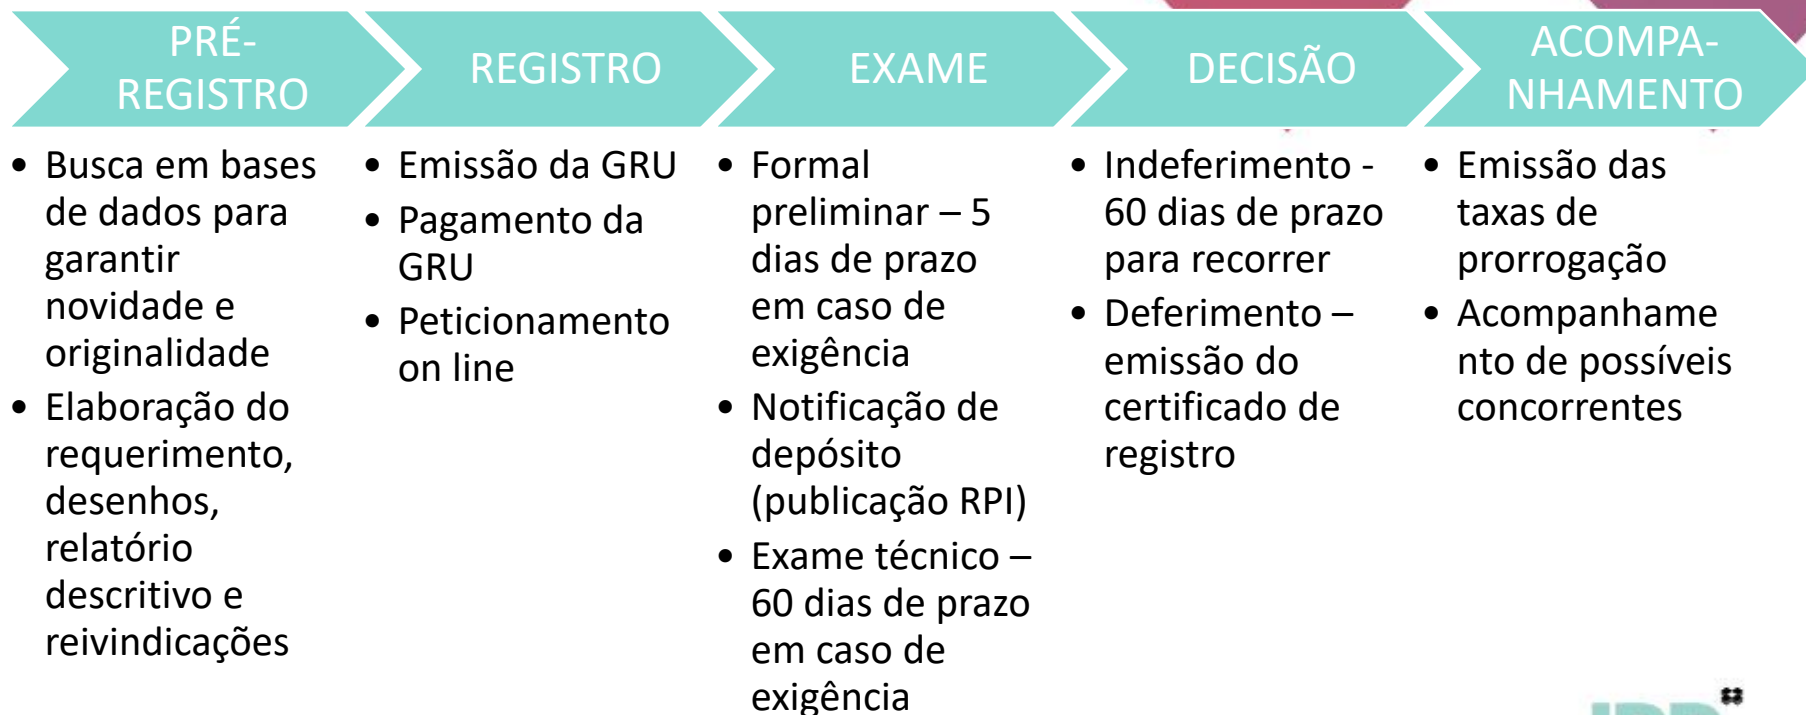 PRÉ-
REGISTRO
REGISTRO
EXAME
DECISÃO
ACOMPA-
NHAMENTO
• Busca em bases
de dados para
garantir
novidade e
originalidade
• Elaboração do
requerimento,
desenhos,
relatório
descritivo e
reivindicações
• Emissão da GRU
• Pagamento da
GRU
• Peticionamento
on line
• Formal
preliminar – 5
dias de prazo
em caso de
exigência
• Notificação de
depósito
(publicação RPI)
• Exame técnico –
60 dias de prazo
em caso de
exigência
• Indeferimento -
60 dias de prazo
para recorrer
• Deferimento –
emissão do
certificado de
registro
• Emissão das
taxas de
prorrogação
• Acompanhame
nto de possíveis
concorrentes